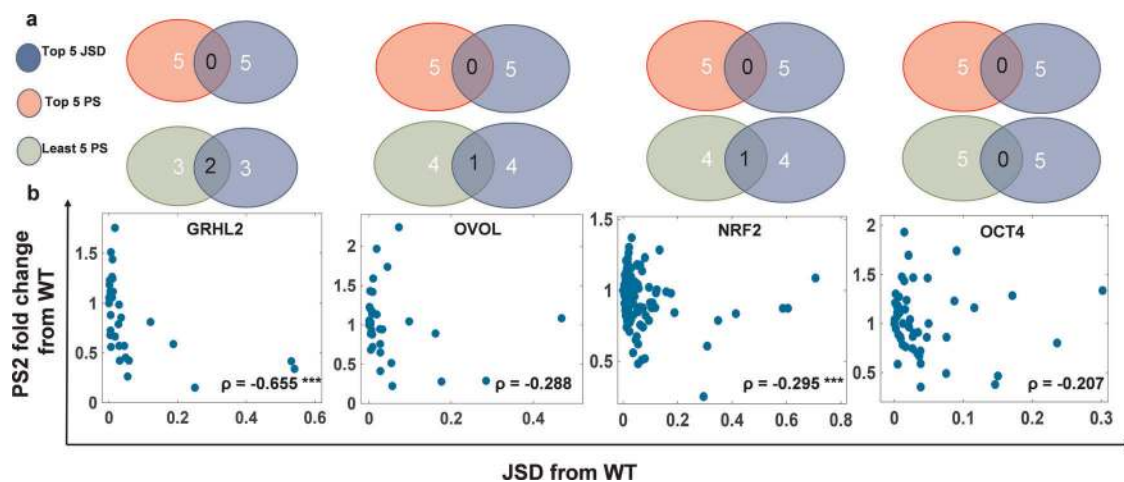 a
Top 5 JSD
Top 5 PS
Least 5 PS
5 0 5
5 0 5
5 0 5
5 0 5
3 2 3
4 1 4
4 1 4
5 0 5
b
PS2 fold change
from WT
GRHL2
2
1.5
1
0.5
0
0 0.2 0.4 0.6
ρ = -0.655 ***
OVOL
2
1.5
1
0.5
0
0 0.2 0.4
ρ = -0.288
NRF2
1.5
1
0.5
0 0.2 0.4 0.6 0.8
ρ = -0.295 ***
OCT4
2
1.5
1
0.5
0 0.1 0.2 0.3
ρ = -0.207
JSD from WT